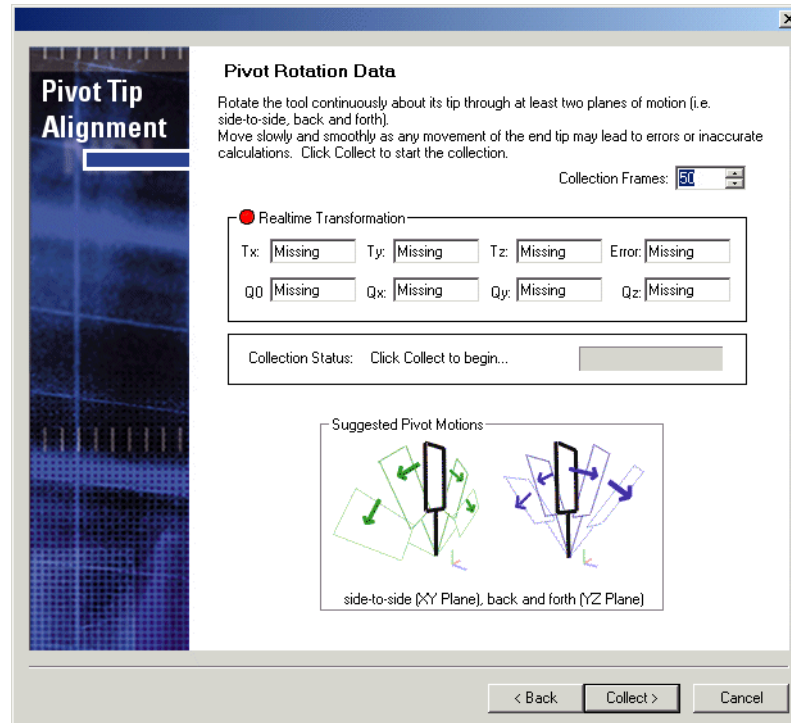 Pivot Tip
Alignment
Pivot Rotation Data
Rotate the tool continuously about its tip through at least two planes of motion (i.e.
side-to-side, back and forth).
Move slowly and smoothly as any movement of the end tip may lead to errors or inaccurate
calculations. Click Collect to start the collection.
Collection Frames: 50
Realtime Transformation
Tx: Missing Ty: Missing Tz: Missing Error: Missing
Q0 Missing Qx: Missing Qy: Missing Qz: Missing
Collection Status: Click Collect to begin...
Suggested Pivot Motions
side-to-side (XY Plane), back and forth (YZ Plane)
< Back Collect > Cancel